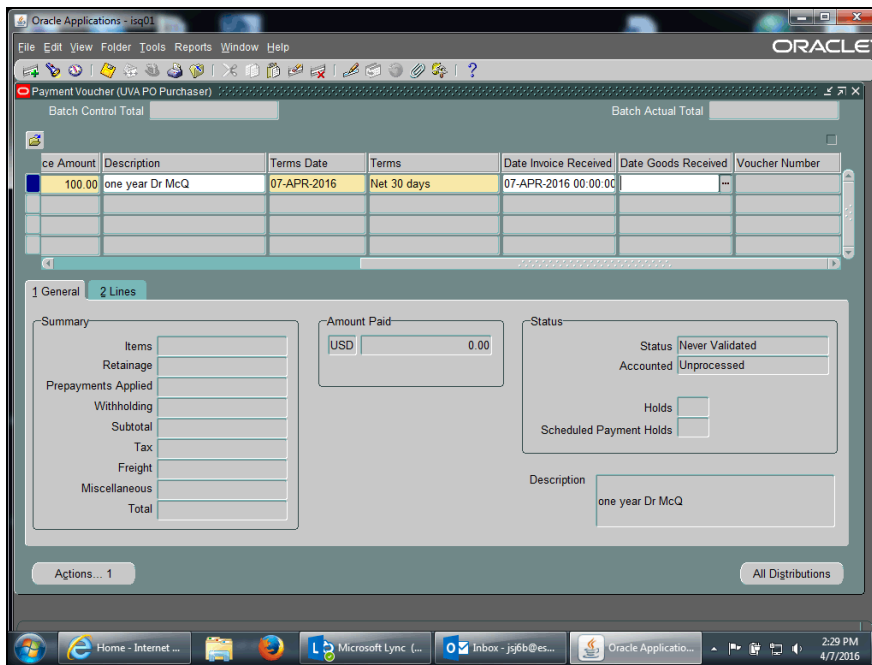 Oracle Applications - isq01
File Edit View Folder Tools Reports Window Help
ORACLE
Payment Voucher (UVA PO Purchaser)
Batch Control Total Batch Actual Total
ce Amount Description Terms Date Terms Date Invoice Received Date Goods Received Voucher Number
100.00 one year Dr McQ 07-APR-2016 Net 30 days 07-APR-2016 00:00:00 ...
1 General 2 Lines
Summary Amount Paid Status
Items USD 0.00 Status Never Validated
Retainage Accounted Unprocessed
Prepayments Applied
Withholding Holds
Subtotal Scheduled Payment Holds
Tax
Freight
Miscellaneous Description
Total one year Dr McQ
Actions... 1 All Distributions
Home - Internet ... Microsoft Lync (... Inbox - jsj6b@es... Oracle Applicatio... 2:29 PM
4/7/2016